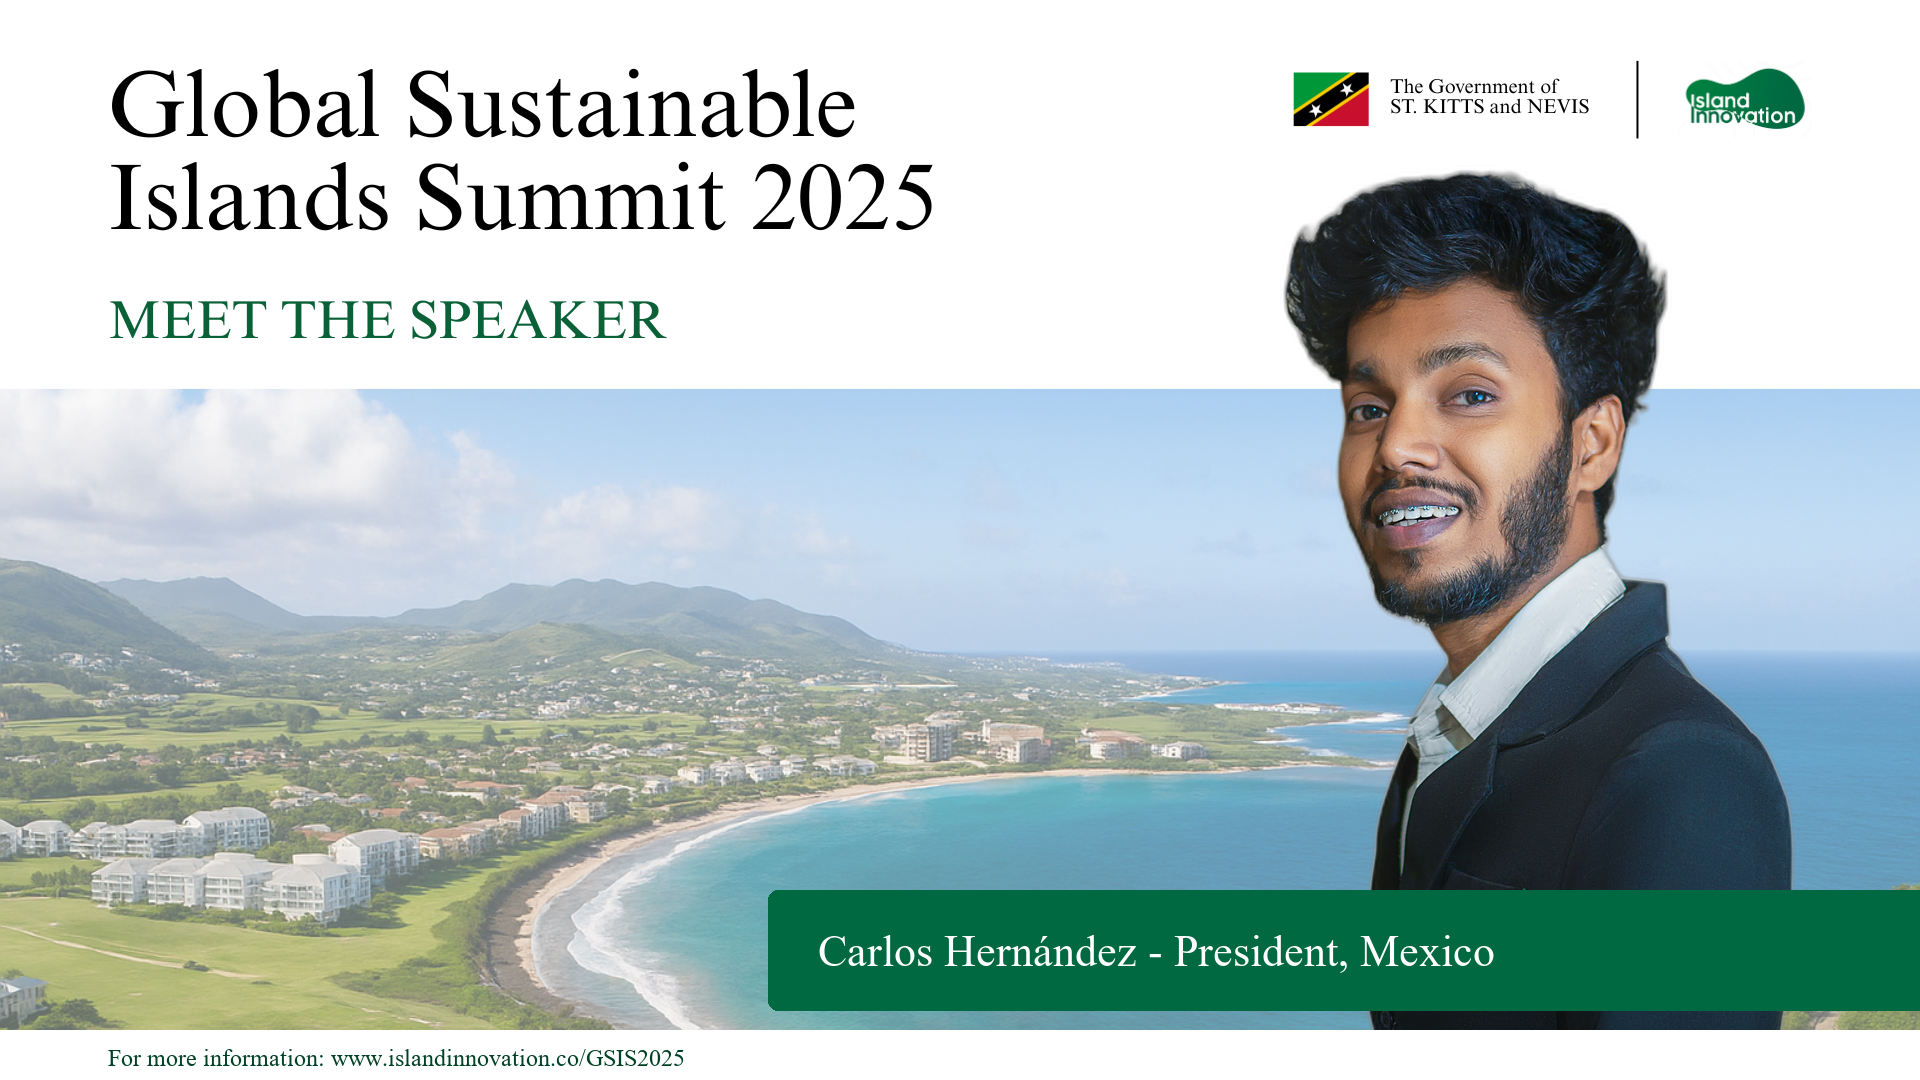 Global Sustainable
Islands Summit 2025
The Government of
ST. KITTS and NEVIS
Island
Innovation
MEET THE SPEAKER
Carlos Hernández - President, Mexico
For more information: www.islandinnovation.co/GSIS2025